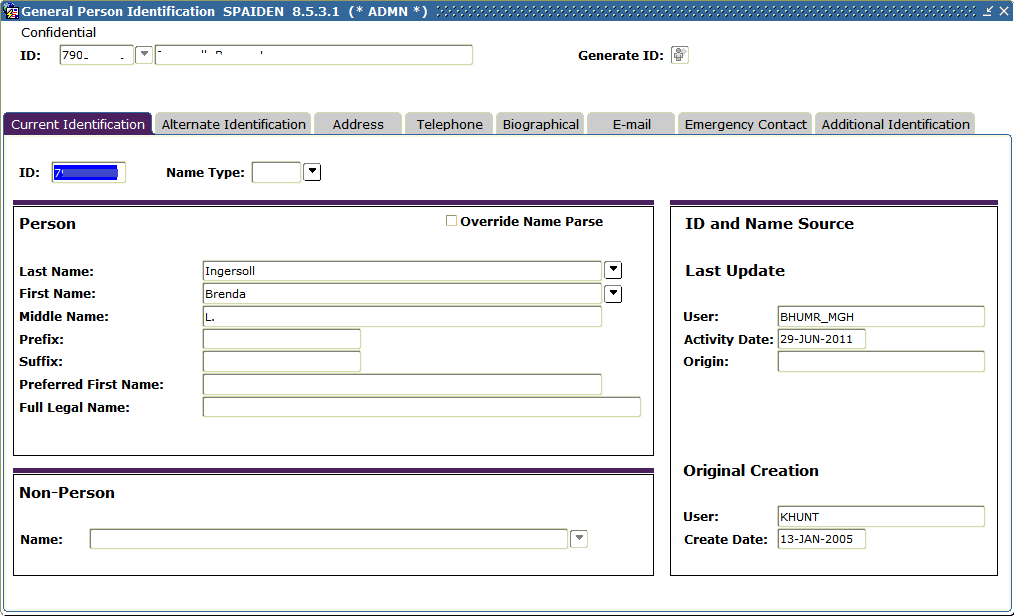 General Person Identification SPAIDEN 8.5.3.1 (* ADMN *)
Confidential
ID: 790 Generate ID:
Current Identification Alternate Identification Address Telephone Biographical E-mail Emergency Contact Additional Identification
ID: Name Type:
Person Override Name Parse
Last Name: Ingersoll
First Name: Brenda
Middle Name: L.
Prefix:
Suffix:
Preferred First Name:
Full Legal Name:
Non-Person
Name:
ID and Name Source
Last Update
User: BHUMR_MGH
Activity Date: 29-JUN-2011
Origin:
Original Creation
User: KHUNT
Create Date: 13-JAN-2005